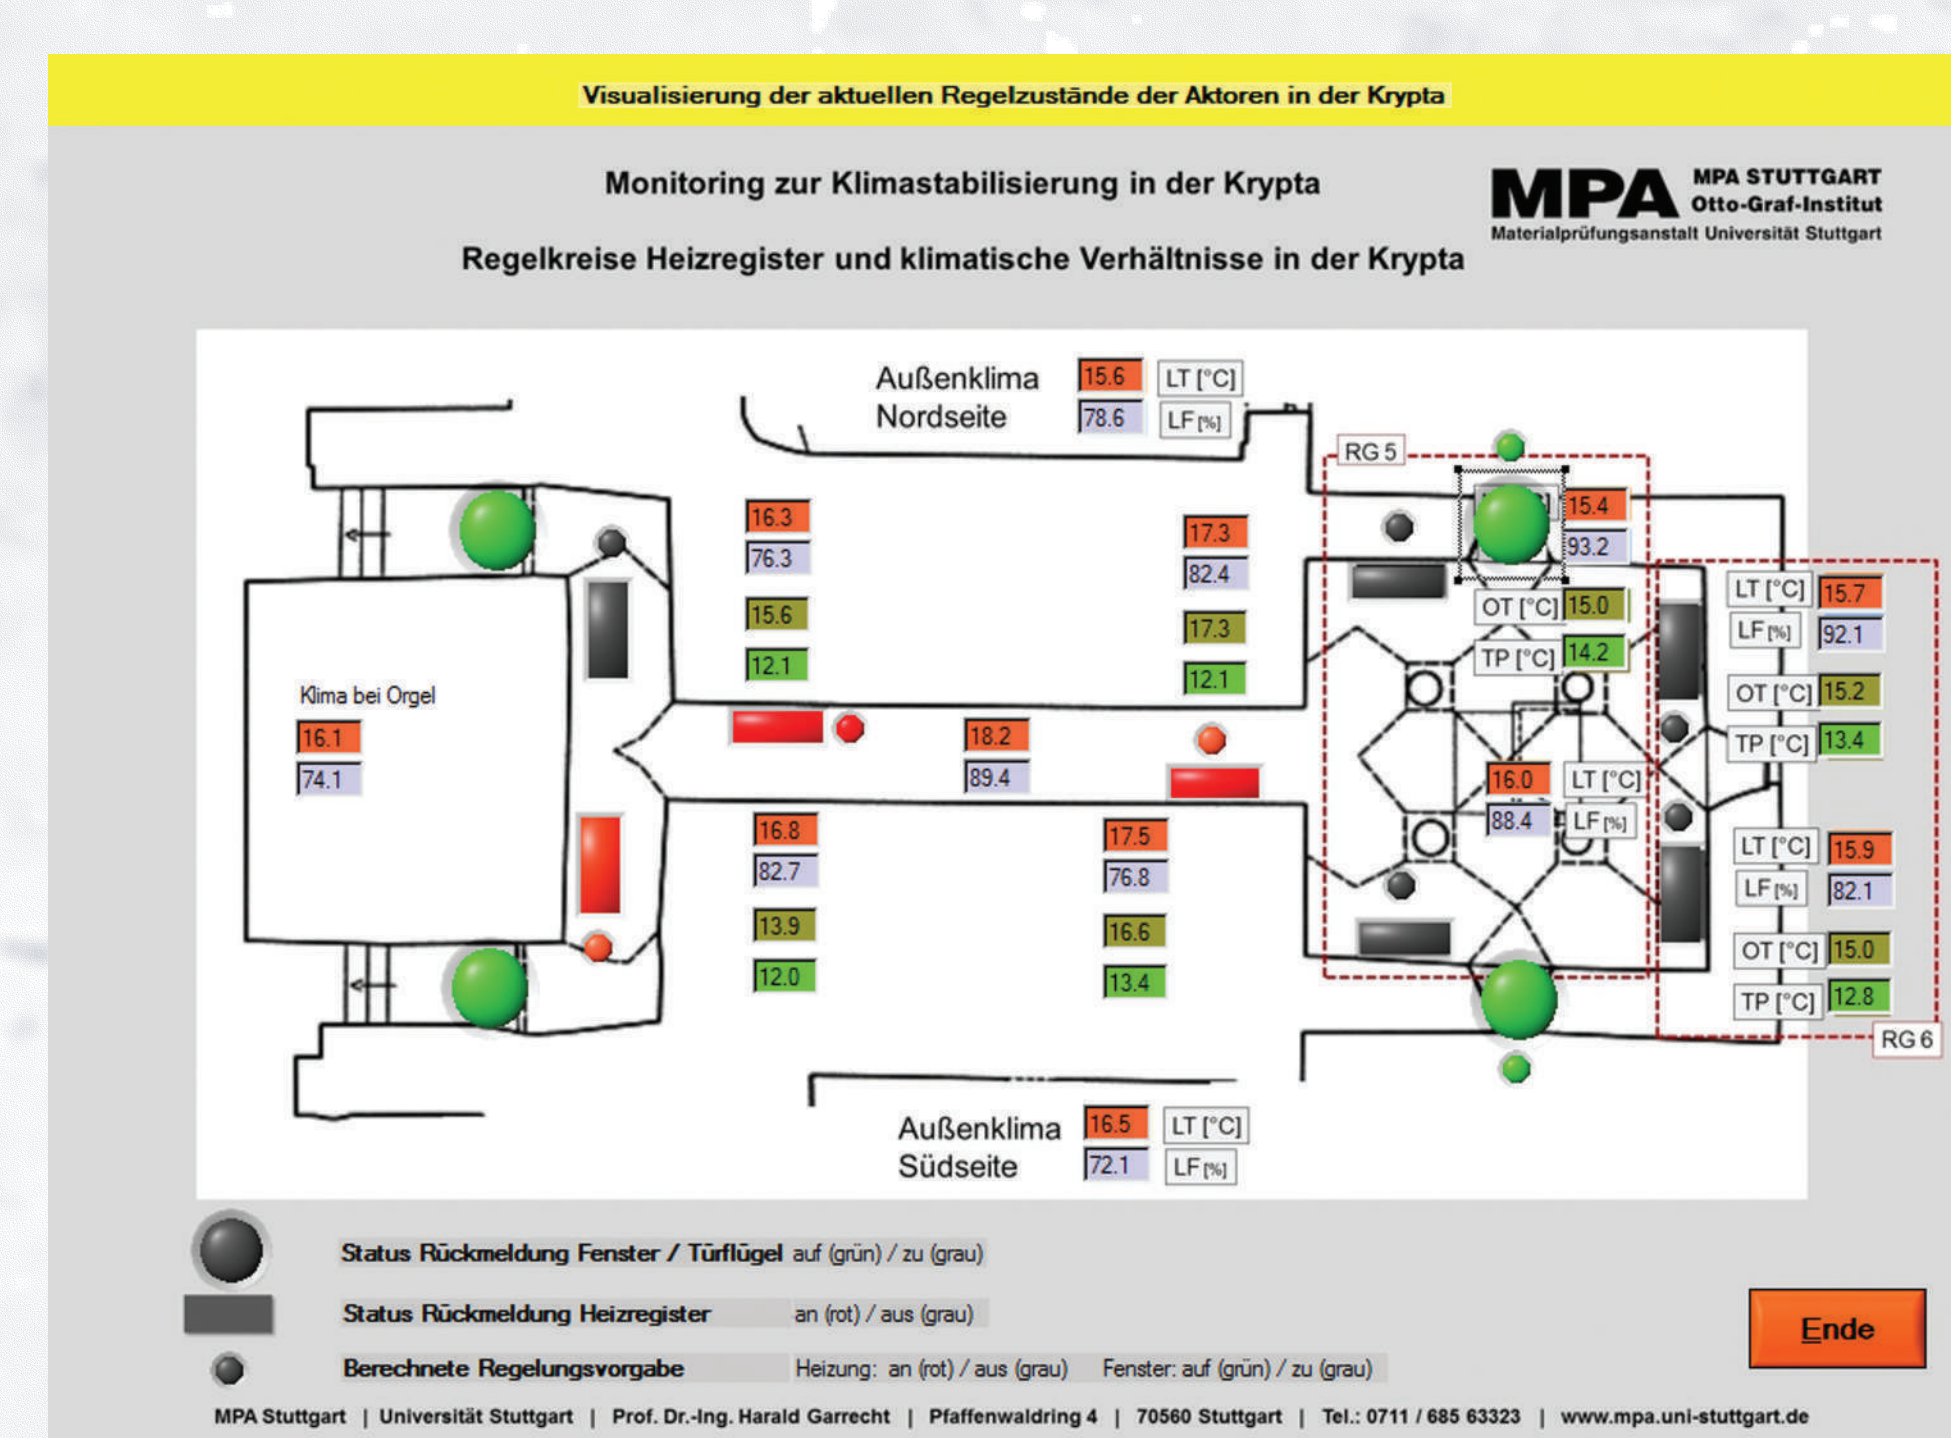 Visualisierung der aktuellen Regelzustände der Aktoren in der Krypta
Monitoring zur Klimastabilisierung in der Krypta
Regelkreise Heizregister und klimatische Verhältnisse in der Krypta
MPA
MPA STUTTGART
Otto-Graf-Institut
Materialprüfungsanstalt Universität Stuttgart
Außenklima 15.6 LT [°C]
Nordseite 78.6 LF [%]
RG 5
16.3
76.3
15.6
12.1
17.3
82.4
17.3
12.1
15.4
93.2
OT [°C] 15.0
TP [°C] 14.2
LT [°C] 15.7
LF [%] 92.1
OT [°C] 15.2
TP [°C] 13.4
Klima bei Orgel
16.1
74.1
18.2
89.4
16.0 LT [°C]
88.4 LF [%]
16.8
82.7
13.9
12.0
17.5
76.8
16.6
13.4
LT [°C] 15.9
LF [%] 82.1
OT [°C] 15.0
TP [°C] 12.8
RG 6
Außenklima 16.5 LT [°C]
Südseite 72.1 LF [%]
Status Rückmeldung Fenster / Türflügel auf (grün) / zu (grau)
Status Rückmeldung Heizregister an (rot) / aus (grau)
Berechnete Regelungsvorgabe Heizung: an (rot) / aus (grau) Fenster: auf (grün) / zu (grau)
Ende
MPA Stuttgart | Universität Stuttgart | Prof. Dr.-Ing. Harald Garrecht | Pfaffenwaldring 4 | 70560 Stuttgart | Tel.: 0711 / 685 63323 | www.mpa.uni-stuttgart.de